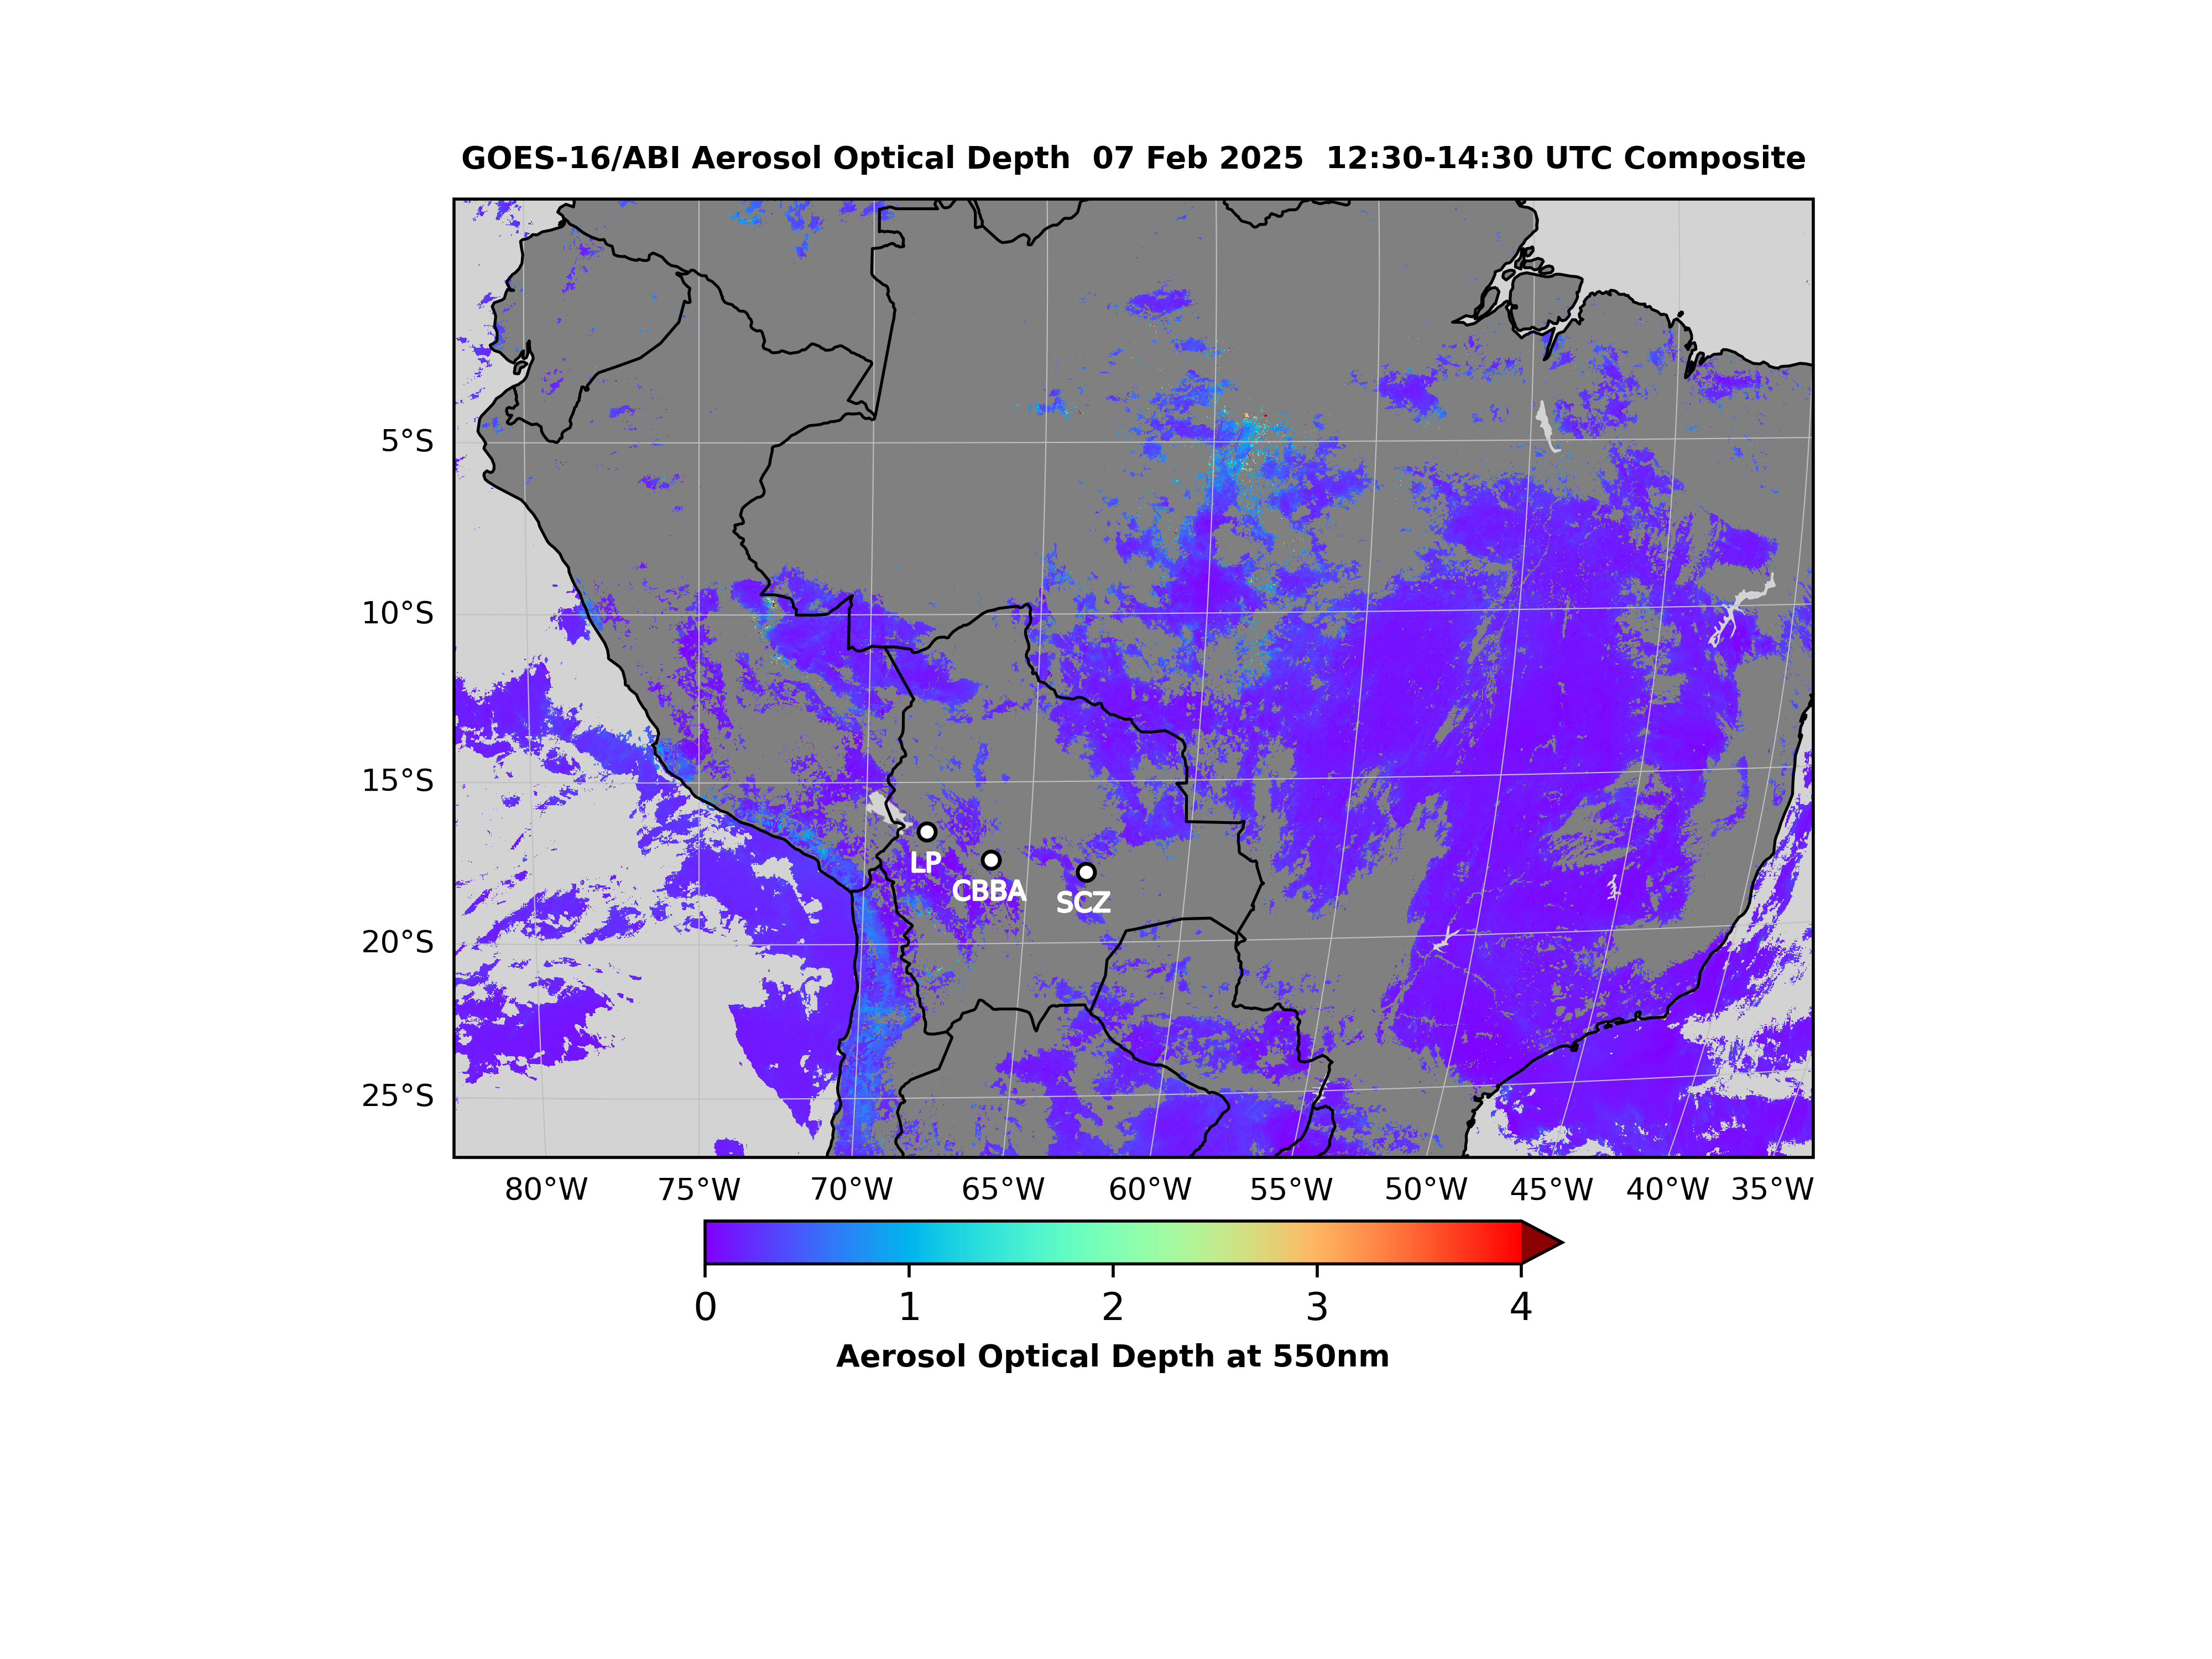 GOES-16/ABI Aerosol Optical Depth  07 Feb 2025  12:30-14:30 UTC Composite
5°S
10°S
15°S
LP
CBBA
SCZ
20°S
25°S
80°W 75°W 70°W 65°W 60°W 55°W 50°W 45°W 40°W 35°W
0 1 2 3 4
Aerosol Optical Depth at 550nm